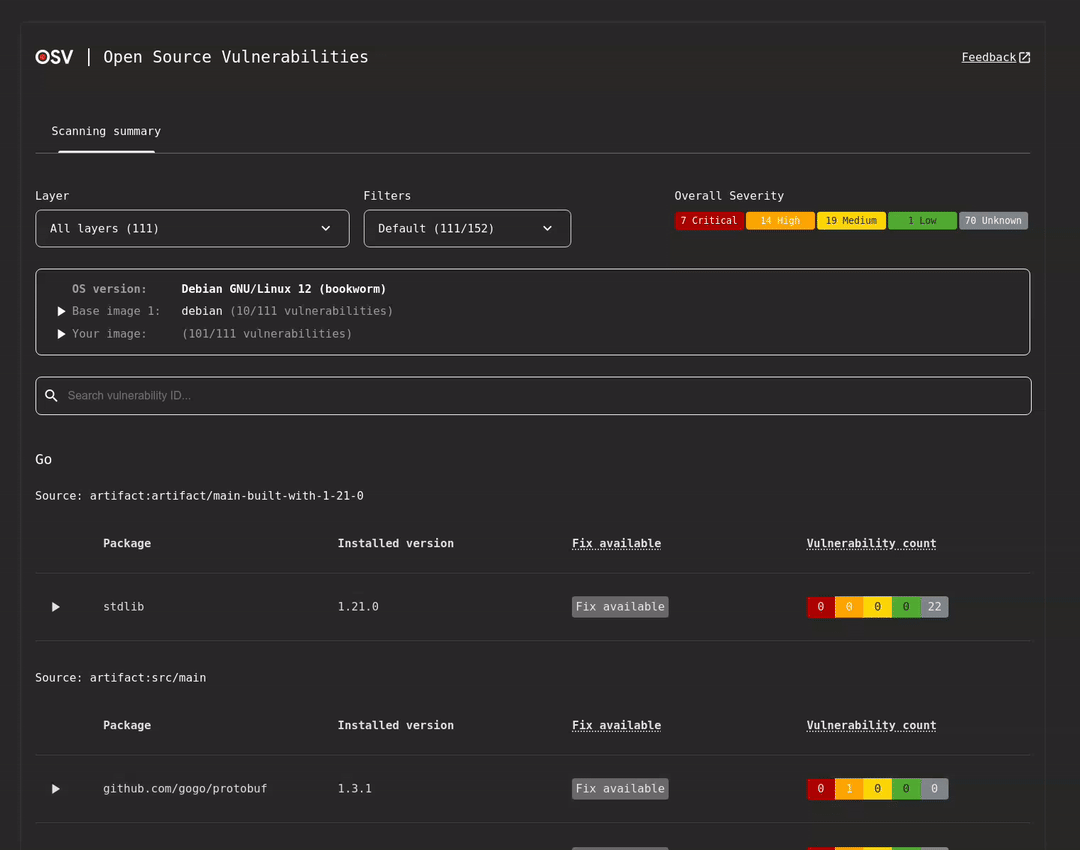 OSV | Open Source Vulnerabilities
Feedback
Scanning summary
Layer
Filters
Overall Severity
All layers (111)
Default (111/152)
7 Critical
14 High
19 Medium
1 Low
70 Unknown
OS version: Debian GNU/Linux 12 (bookworm)
Base image 1: debian (10/111 vulnerabilities)
Your image: (101/111 vulnerabilities)
Search vulnerability ID...
Go
Source: artifact:artifact/main-built-with-1-21-0
Package Installed version Fix available Vulnerability count
stdlib 1.21.0 Fix available 0 0 0 0 22
Source: artifact:src/main
Package Installed version Fix available Vulnerability count
github.com/gogo/protobuf 1.3.1 Fix available 0 1 0 0 0